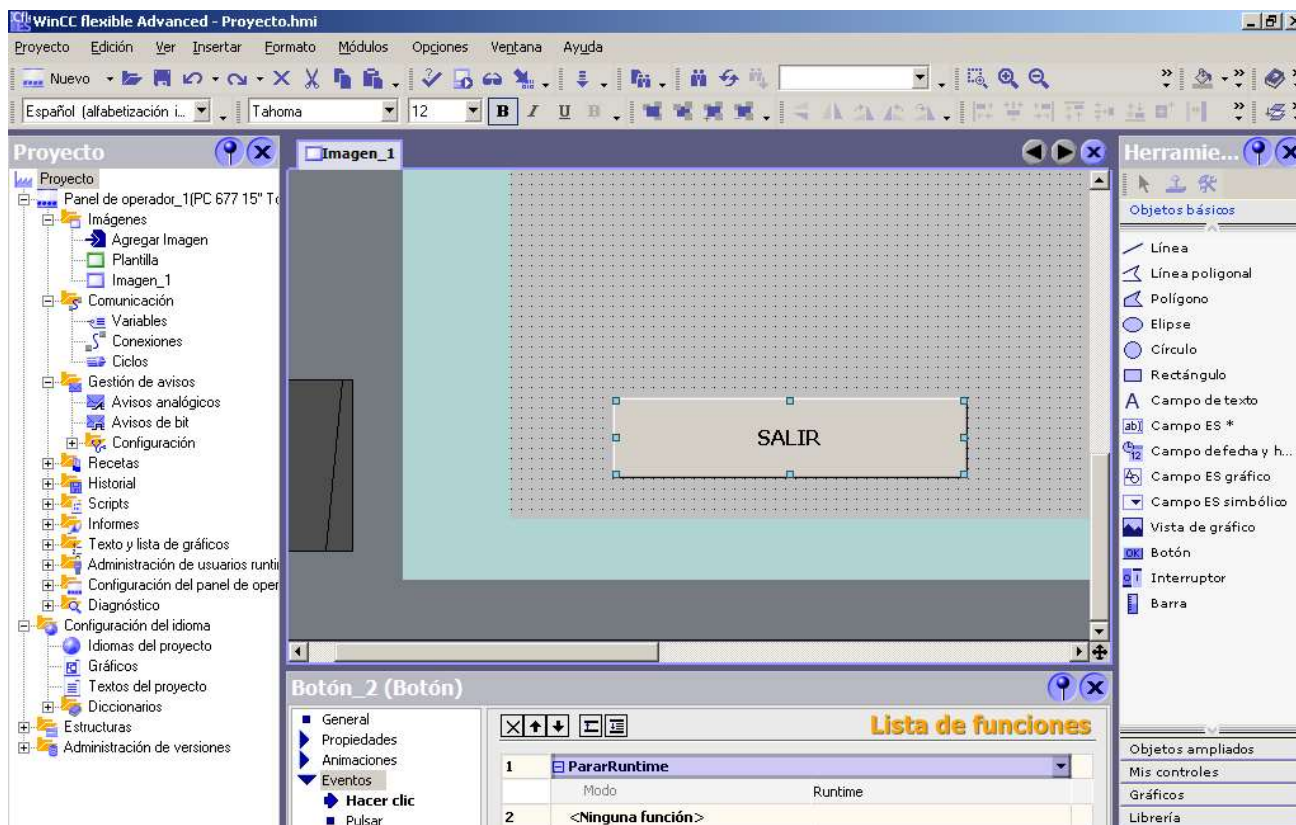 WinCC flexible Advanced - Proyecto.hmi
Proyecto Edición Ver Insertar Formato Módulos Opciones Ventana Ayuda
Nuevo
Español (alfabetización i... Tahoma 12 B I U B
Proyecto
Proyecto
Panel de operador_1(PC 677 15" To
Imágenes
Agregar Imagen
Plantilla
Imagen_1
Comunicación
Variables
Conexiones
Ciclos
Gestión de avisos
Avisos analógicos
Avisos de bit
Configuración
Recetas
Historial
Scripts
Informes
Texto y lista de gráficos
Administración de usuarios runti
Configuración del panel de oper
Diagnóstico
Configuración del idioma
Idiomas del proyecto
Gráficos
Textos del proyecto
Diccionarios
Estructuras
Administración de versiones
Imagen_1
SALIR
Botón_2 (Botón)
General
Propiedades
Animaciones
Eventos
Hacer clic
Pulsar
Lista de funciones
1 PararRuntime
Modo Runtime
2 <Ninguna función>
Herramie...
Objetos básicos
Línea
Línea poligonal
Polígono
Elipse
Círculo
Rectángulo
Campo de texto
Campo ES *
Campo defecha y h...
Campo ES gráfico
Campo ES simbólico
Vista de gráfico
Botón
Interruptor
Barra
Objetos ampliados
Mis controles
Gráficos
Librería